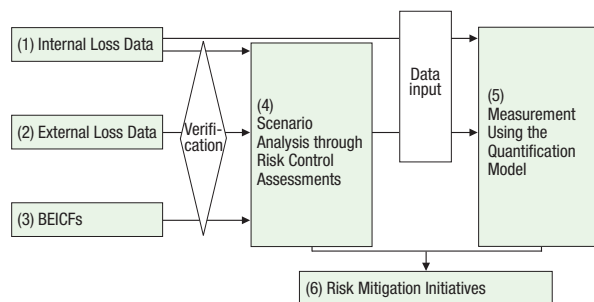 (1) Internal Loss Data
(2) External Loss Data
(3) BEICFs
Verifi-
cation
(4)
Scenario
Analysis through
Risk Control
Assessments
Data
input
(5)
Measurement
Using the
Quantification
Model
(6) Risk Mitigation Initiatives